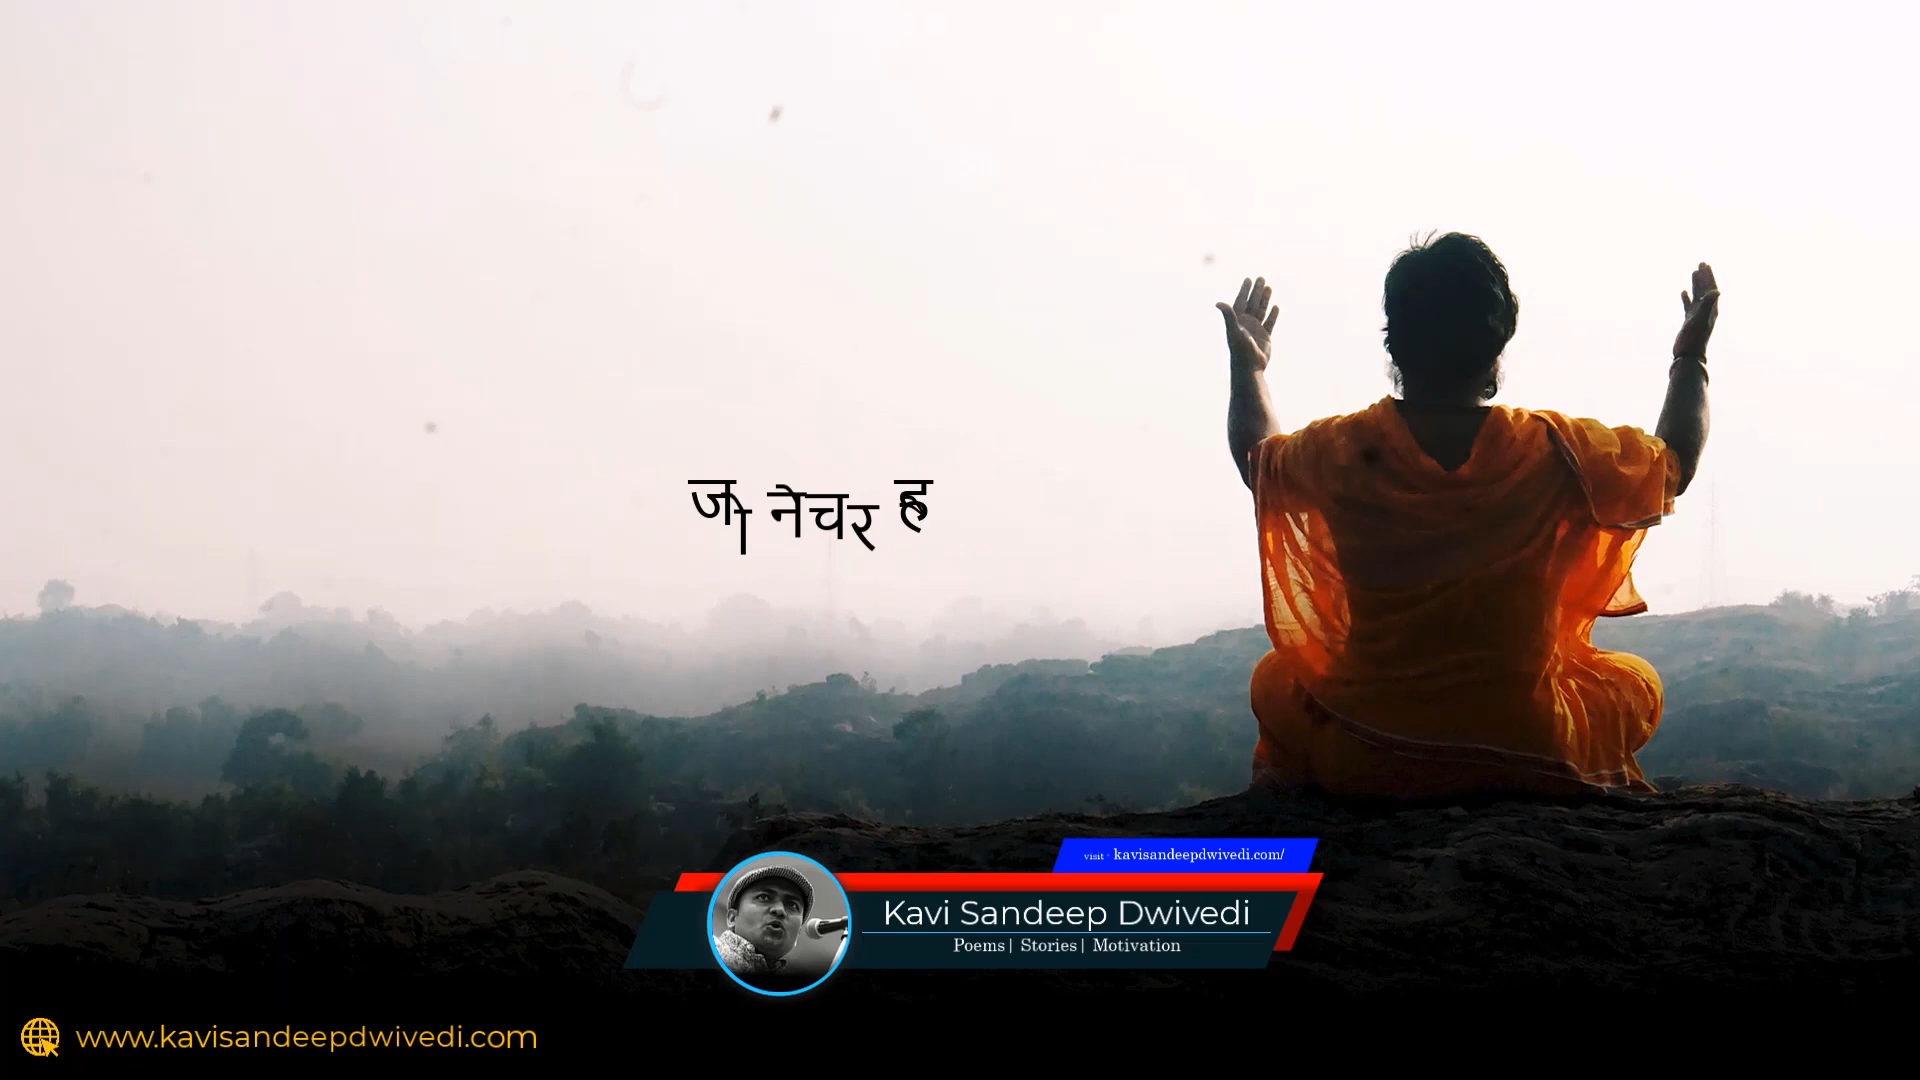 जो नेचर है
visit - kavisandeepdwivedi.com/
Kavi Sandeep Dwivedi
Poems | Stories | Motivation
www.kavisandeepdwivedi.com